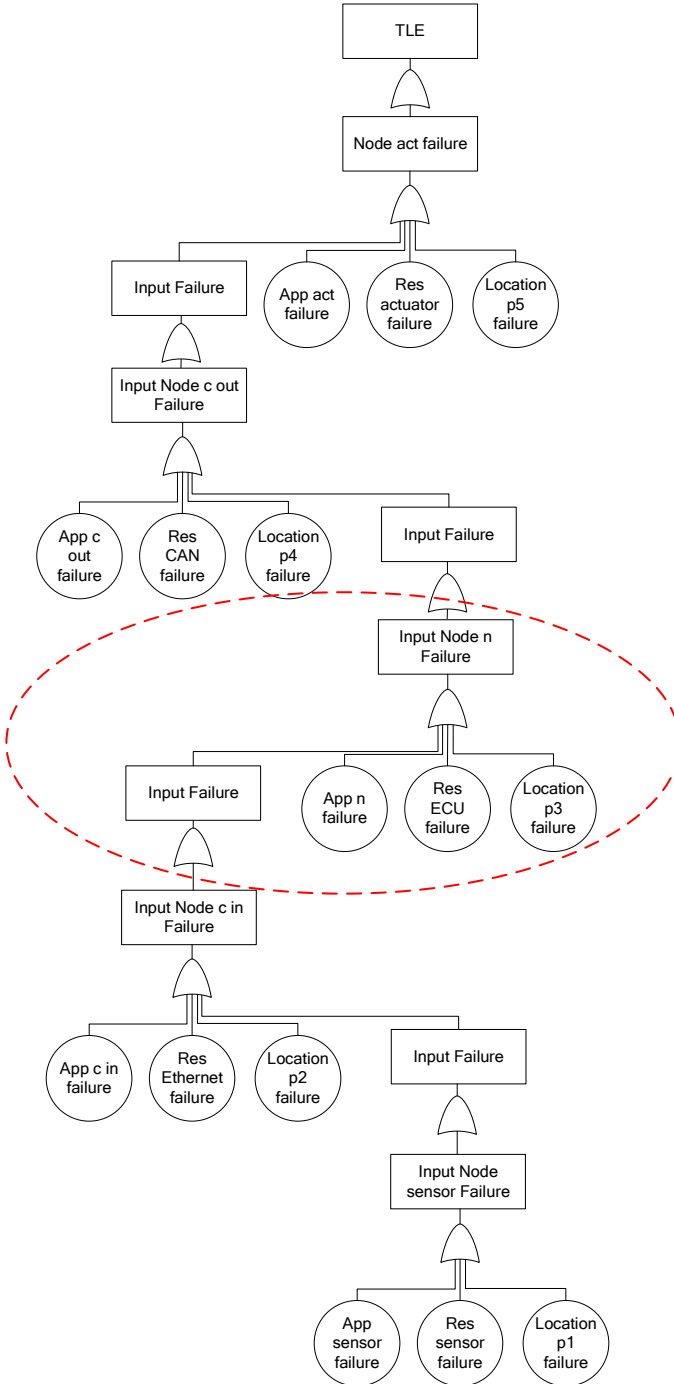 TLE
Node act failure
Input Failure
App act
failure
Res
actuator
failure
Location
p5
failure
Input Node c out
Failure
App c
out
failure
Res
CAN
failure
Location
p4
failure
Input Failure
Input Node n
Failure
Input Failure
App n
failure
Res
ECU
failure
Location
p3
failure
Input Node c in
Failure
App c in
failure
Res
Ethernet
failure
Location
p2
failure
Input Failure
Input Node
sensor Failure
App
sensor
failure
Res
sensor
failure
Location
p1
failure